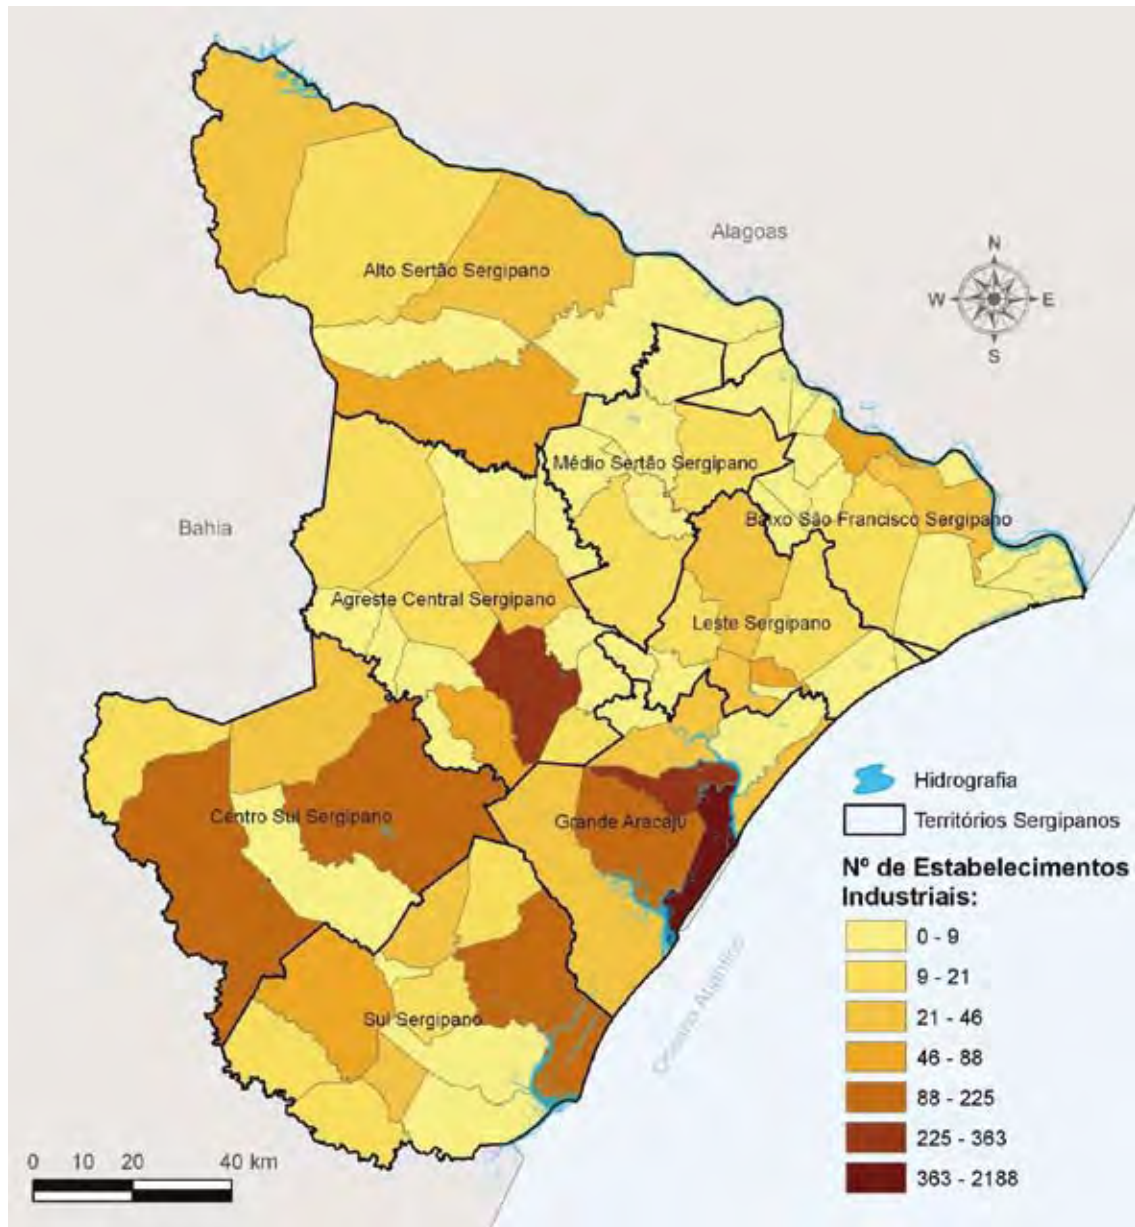 Alagoas
N
W
E
S
Alto Sertão Sergipano
Médio Sertão Sergipano
Bahia
Baixo São Francisco Sergipano
Agreste Central Sergipano
Leste Sergipano
Hidrografia
Centro Sul Sergipano
Grande Aracaju
Territórios Sergipanos
Nº de Estabelecimentos
Industriais:
0 - 9
9 - 21
21 - 46
46 - 88
88 - 225
225 - 363
363 - 2188
Oceano Atlântico
Sul Sergipano
0 10 20 40 km